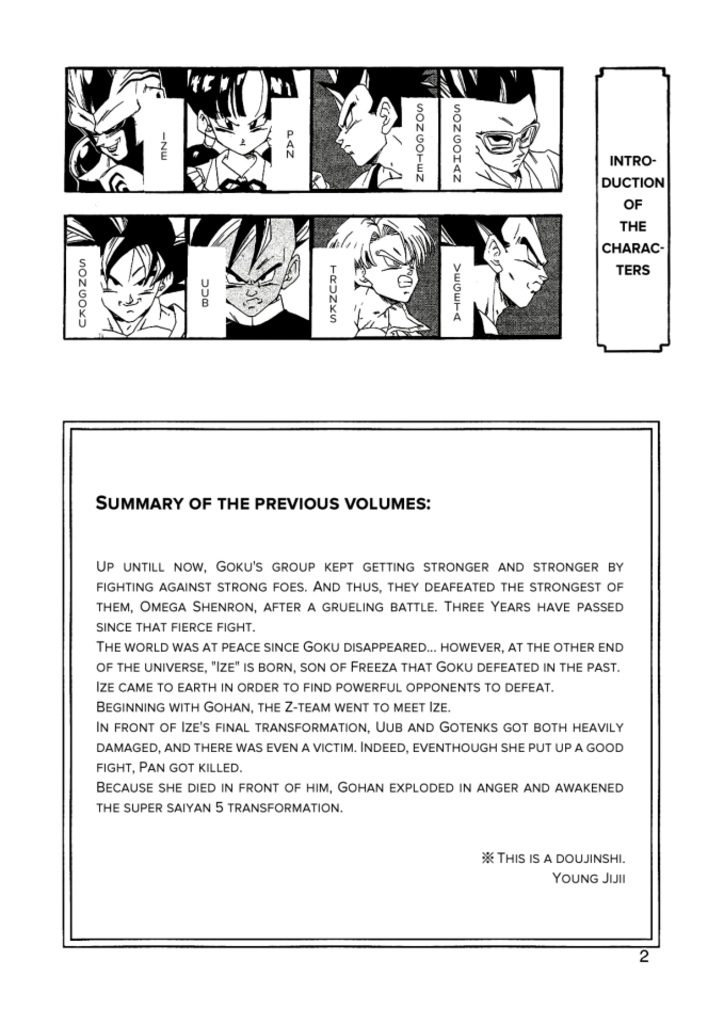 IZE
PAN
SONGOTEN
SONGOHAN
INTRO-
DUCTION
OF
THE
CHARAC-
TERS
SONGOKU
UUB
TRUNKS
VEGETA
SUMMARY OF THE PREVIOUS VOLUMES:
UP UNTILL NOW, GOKU'S GROUP KEPT GETTING STRONGER AND STRONGER BY
FIGHTING AGAINST STRONG FOES. AND THUS, THEY DEAFEATED THE STRONGEST OF
THEM, OMEGA SHENRON, AFTER A GRUELING BATTLE. THREE YEARS HAVE PASSED
SINCE THAT FIERCE FIGHT.
THE WORLD WAS AT PEACE SINCE GOKU DISAPPEARED... HOWEVER, AT THE OTHER END
OF THE UNIVERSE, "IZE" IS BORN, SON OF FREEZA THAT GOKU DEFEATED IN THE PAST.
IZE CAME TO EARTH IN ORDER TO FIND POWERFUL OPPONENTS TO DEFEAT.
BEGINNING WITH GOHAN, THE Z-TEAM WENT TO MEET IZE.
IN FRONT OF IZE'S FINAL TRANSFORMATION, UUB AND GOTENKS GOT BOTH HEAVILY
DAMAGED, AND THERE WAS EVEN A VICTIM. INDEED, EVENTHOUGH SHE PUT UP A GOOD
FIGHT, PAN GOT KILLED.
BECAUSE SHE DIED IN FRONT OF HIM, GOHAN EXPLODED IN ANGER AND AWAKENED
THE SUPER SAIYAN 5 TRANSFORMATION.
※ THIS IS A DOUJINSHI.
YOUNG JIJII
2